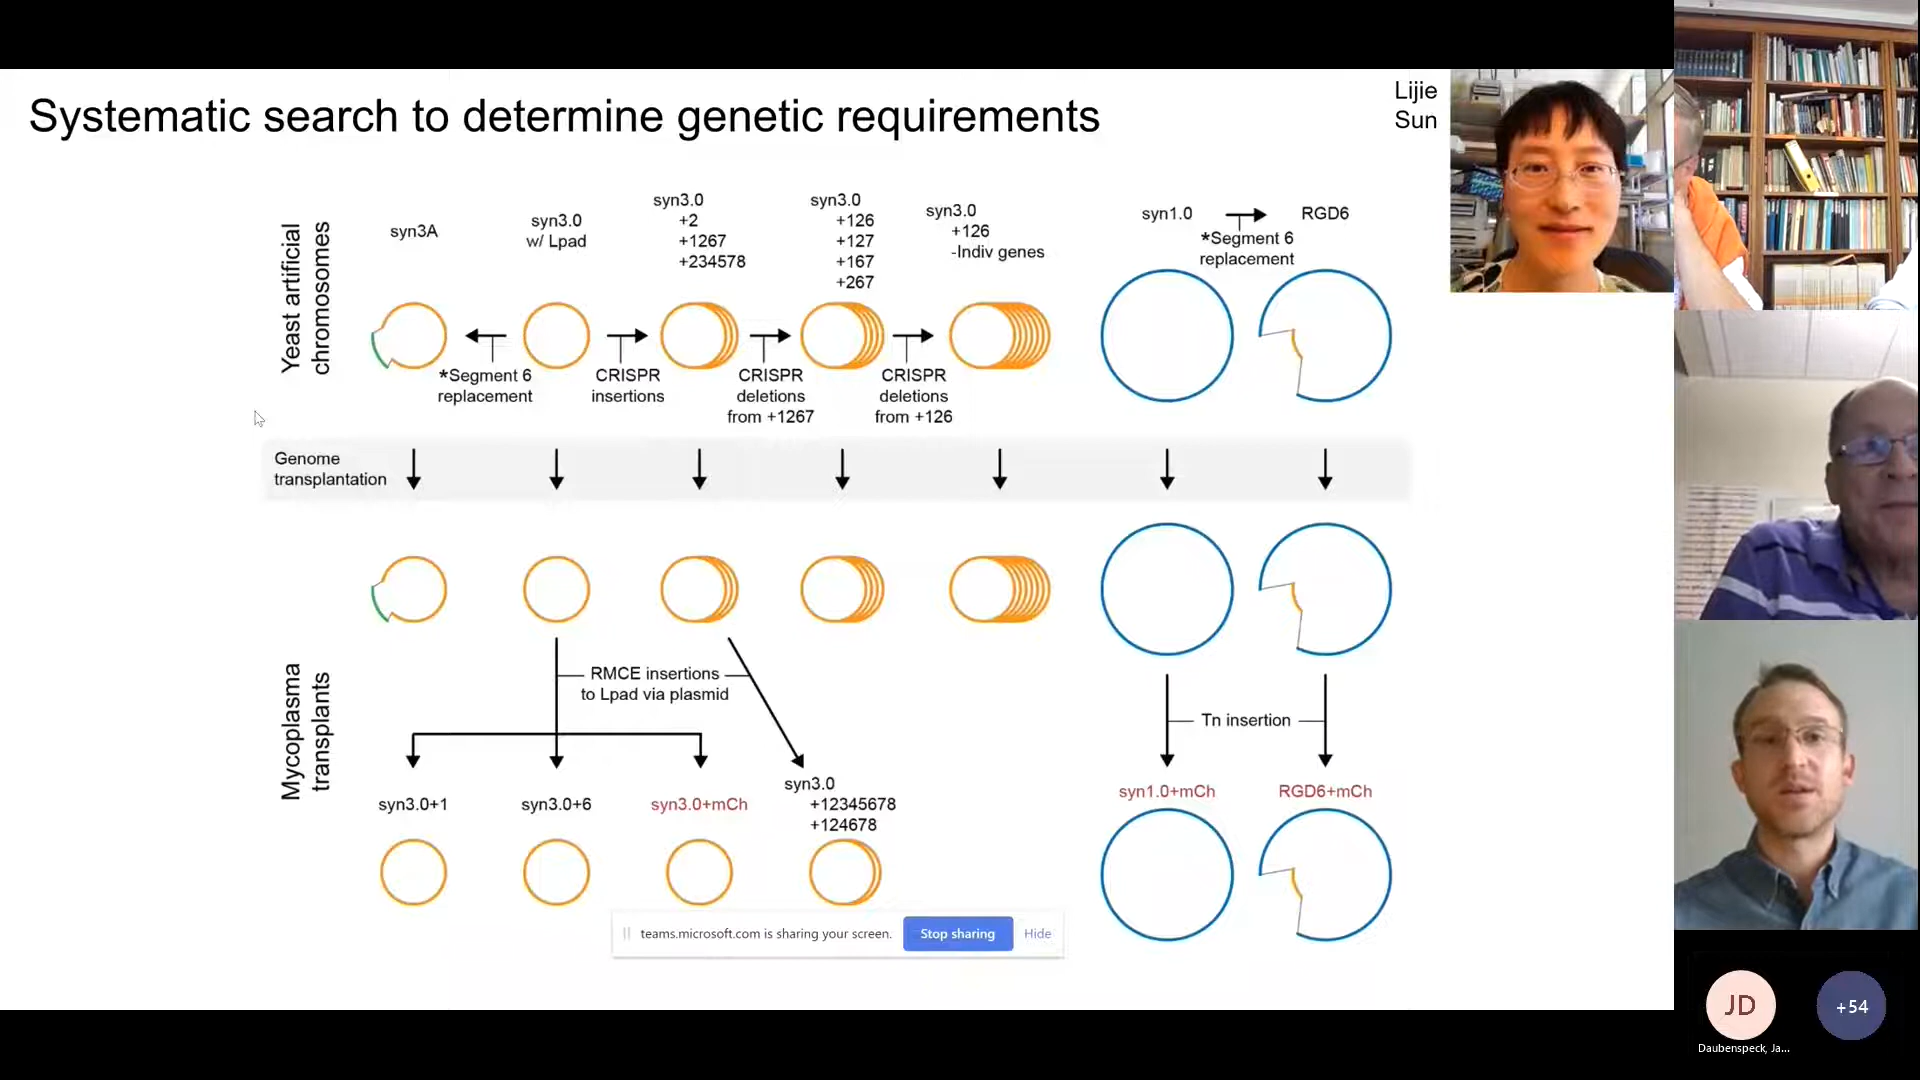 Systematic search to determine genetic requirements
Lijie
Sun
Yeast artificial
chromosomes
syn3A
syn3.0
w/ Lpad
syn3.0
+2
+1267
+234578
syn3.0
+126
+127
+167
+267
syn3.0
+126
-Indiv genes
syn1.0
RGD6
*Segment 6
replacement
*Segment 6
replacement
CRISPR
insertions
CRISPR
deletions
from +1267
CRISPR
deletions
from +126
Genome
transplantation
Mycoplasma
transplants
RMCE insertions
to Lpad via plasmid
Tn insertion
syn3.0+1
syn3.0+6
syn3.0+mCh
syn3.0
+12345678
+124678
syn1.0+mCh
RGD6+mCh
teams.microsoft.com is sharing your screen.
Stop sharing
Hide
JD
+54
Daubenspeck, Ja...